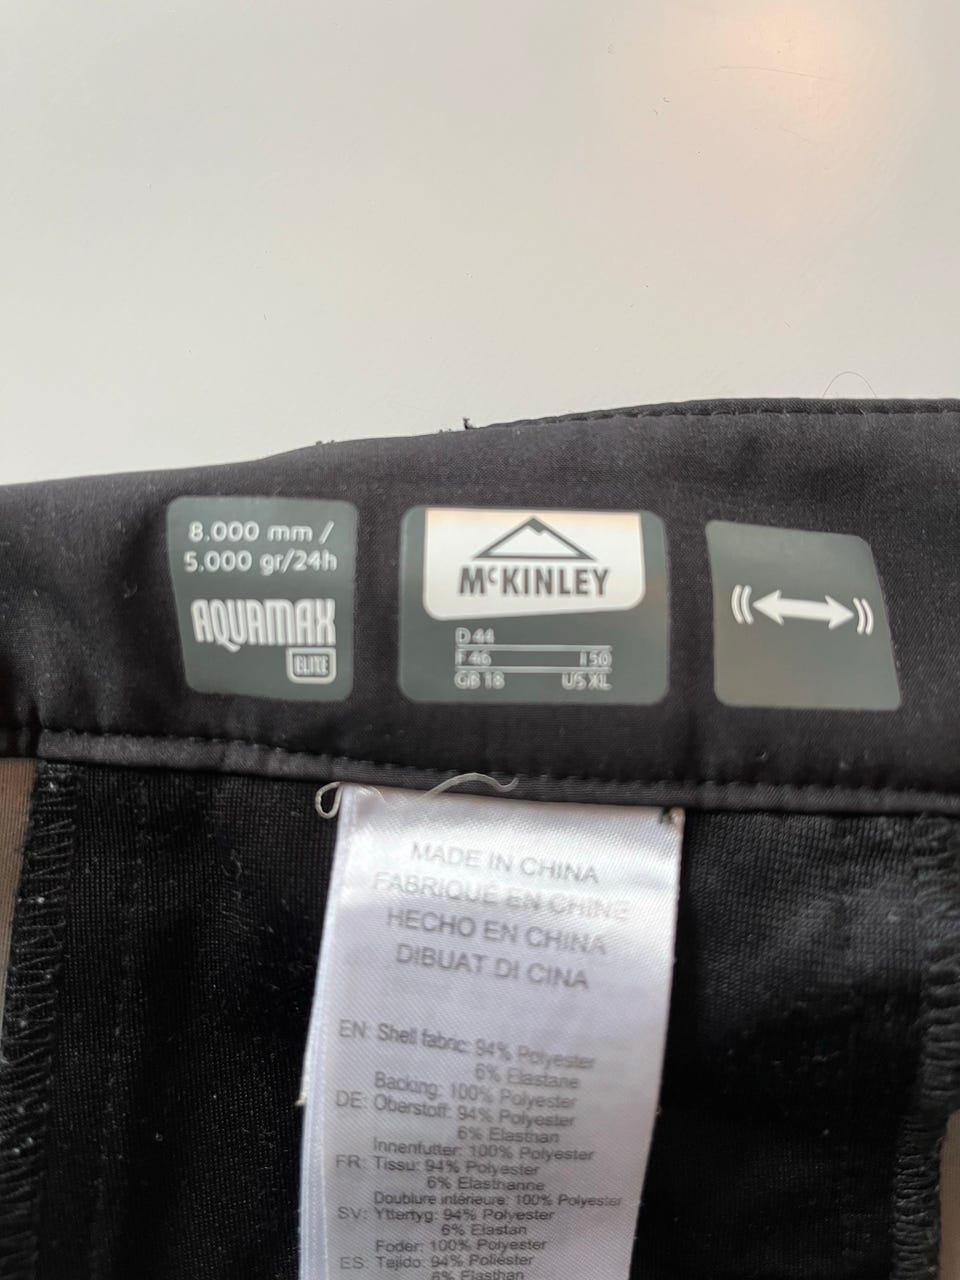 8.000 mm /
5.000 gr/24h
AQUAMAX
ELITE
McKINLEY
D 44
F 46 I 50
GB 18 US XL
MADE IN CHINA
FABRIQUÉ EN CHINE
HECHO EN CHINA
DIBUAT DI CINA
EN: Shell fabric: 94% Polyester
6% Elastane
Backing: 100% Polyester
DE: Oberstoff: 94% Polyester
6% Elasthan
Innenfutter: 100% Polyester
FR: Tissu: 94% Polyester
6% Elasthanne
Doublure intérieure: 100% Polyester
SV: Yttertyg: 94% Polyester
6% Elastan
Foder: 100% Polyester
ES: Tejido: 94% Poliéster
6% Elastan